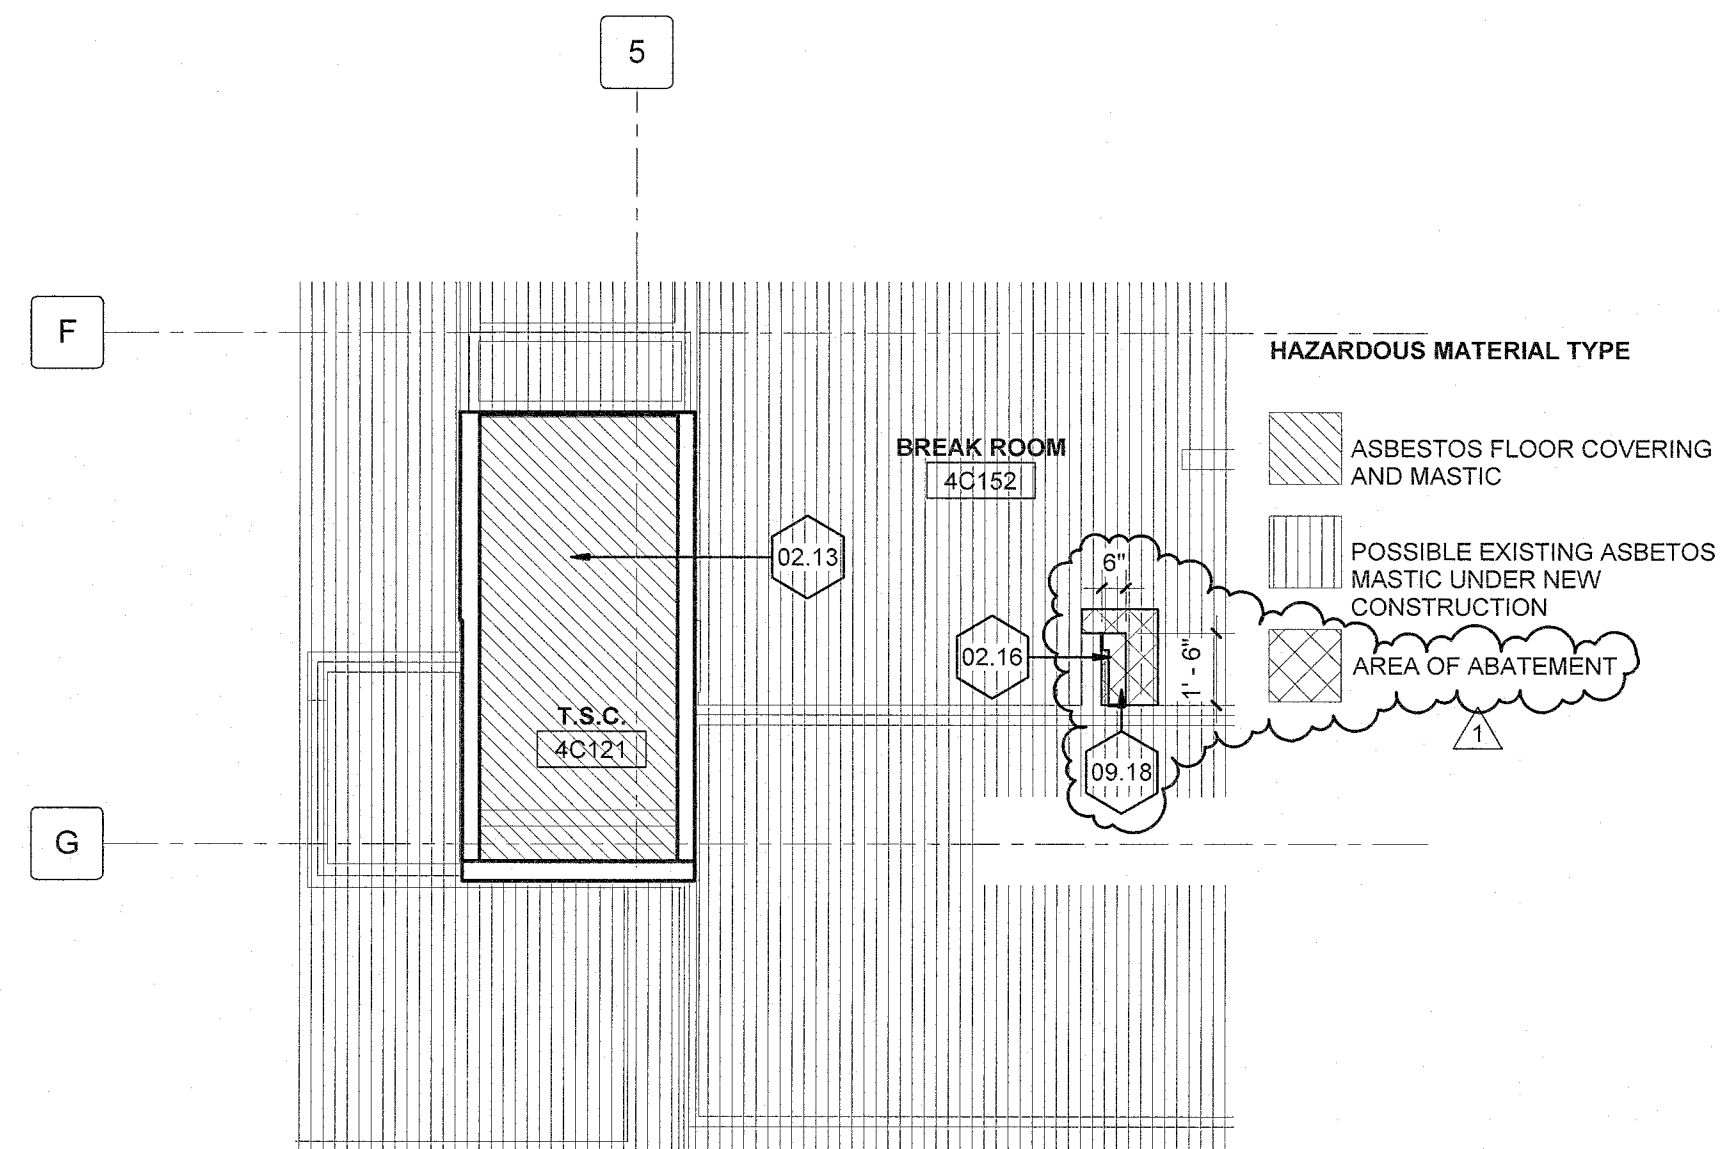 5
F
HAZARDOUS MATERIAL TYPE
ASBESTOS FLOOR COVERING
AND MASTIC
BREAK ROOM
4C152
POSSIBLE EXISTING ASBETOS
MASTIC UNDER NEW
CONSTRUCTION
02.13
6"
02.16
1' - 6"
AREA OF ABATEMENT
T.S.C.
4C121
1
09.18
G